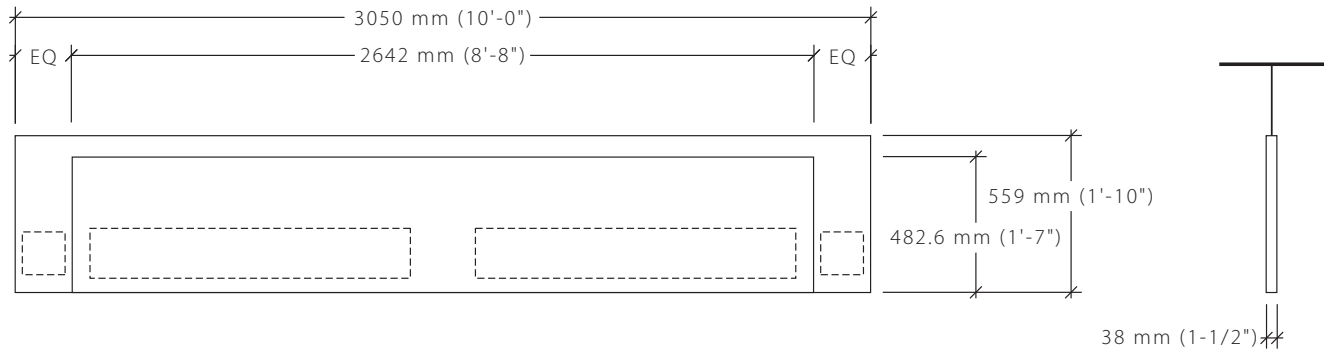 3050 mm (10'-0")
EQ
2642 mm (8'-8")
EQ
559 mm (1'-10")
482.6 mm (1'-7")
38 mm (1-1/2")